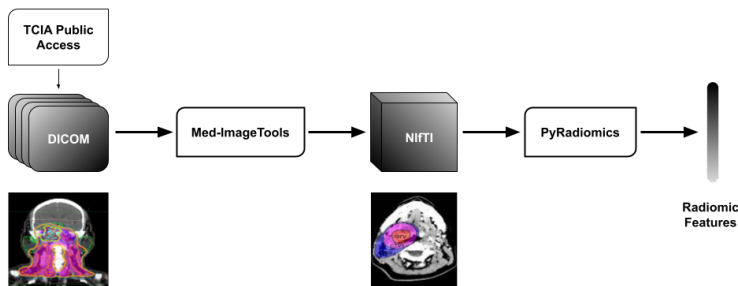 TCIA Public
Access
DICOM
Med-ImageTools
NIfTI
PyRadiomics
Radiomic
Features